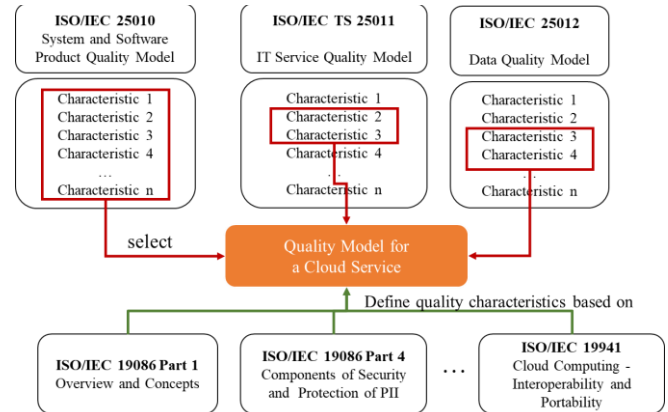 ISO/IEC 25010
System and Software
Product Quality Model
Characteristic 1
Characteristic 2
Characteristic 3
Characteristic 4
…
Characteristic n
ISO/IEC TS 25011
IT Service Quality Model
Characteristic 1
Characteristic 2
Characteristic 3
Characteristic 4
…
Characteristic n
ISO/IEC 25012
Data Quality Model
Characteristic 1
Characteristic 2
Characteristic 3
Characteristic 4
…
Characteristic n
select
Quality Model for
a Cloud Service
Define quality characteristics based on
ISO/IEC 19086 Part 1
Overview and Concepts
ISO/IEC 19086 Part 4
Components of Security
and Protection of PII
…
ISO/IEC 19941
Cloud Computing -
Interoperability and
Portability